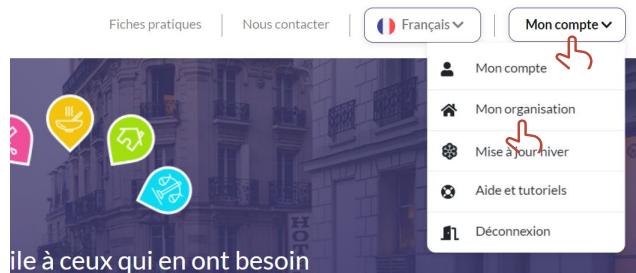 Fiches pratiques
Nous contacter
Français
Mon compte
Mon compte
Mon organisation
Mise à jour hiver
Aide et tutoriels
Déconnexion
HOT
ile à ceux qui en ont besoin